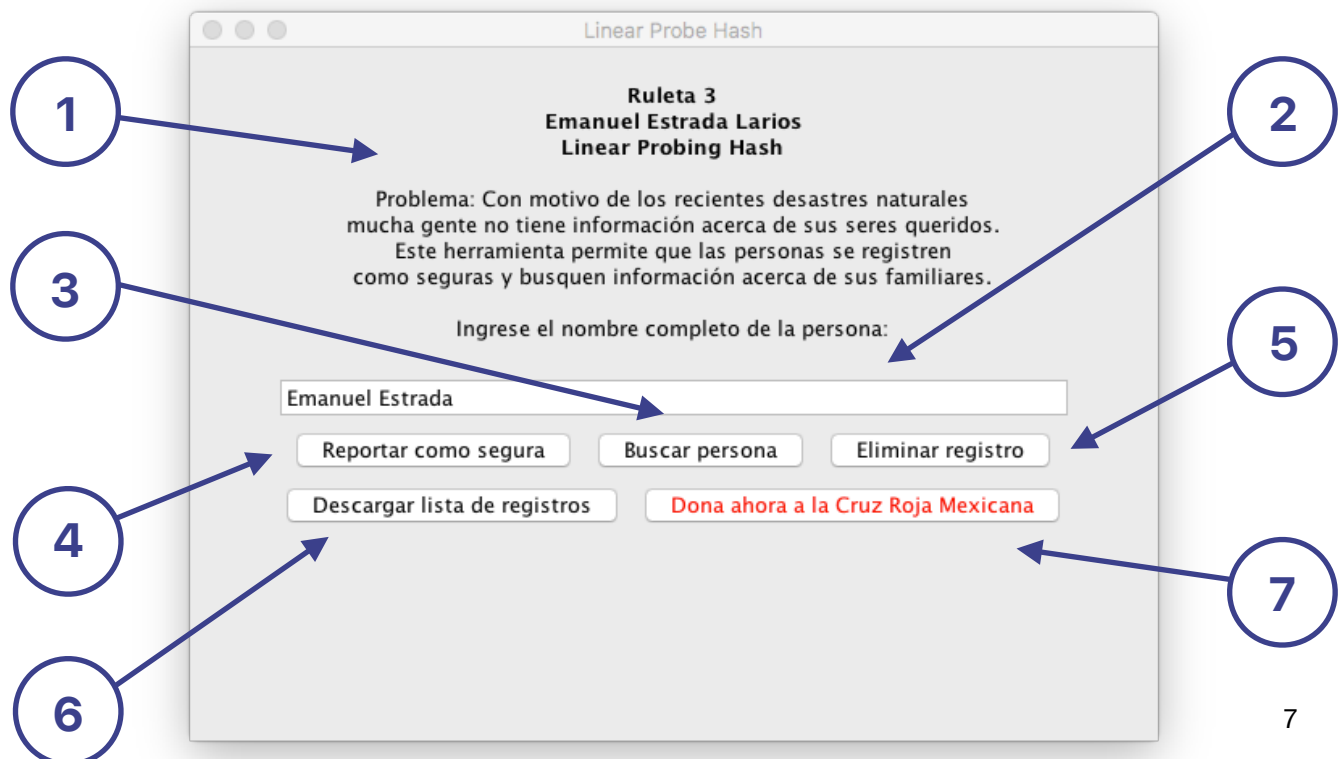 Linear Probe Hash
1
2
Ruleta 3
Emanuel Estrada Larios
Linear Probing Hash
Problema: Con motivo de los recientes desastres naturales
mucha gente no tiene información acerca de sus seres queridos.
Este herramienta permite que las personas se registren
como seguras y busquen información acerca de sus familiares.
3
Ingrese el nombre completo de la persona:
5
Emanuel Estrada
Reportar como segura Buscar persona Eliminar registro
Descargar lista de registros Dona ahora a la Cruz Roja Mexicana
4
7
6
7